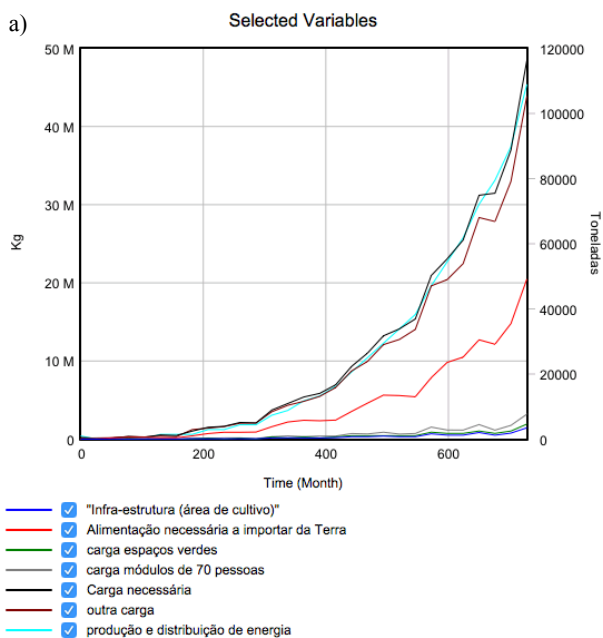 a)
Selected Variables
50 M
120000
100000
40 M
80000
30 M
Kg
Toneladas
60000
20 M
40000
10 M
20000
0
0
0
200
400
600
Time (Month)
"Infra-estrutura (área de cultivo)"
Alimentação necessária a importar da Terra
carga espaços verdes
carga módulos de 70 pessoas
Carga necessária
outra carga
produção e distribuição de energia